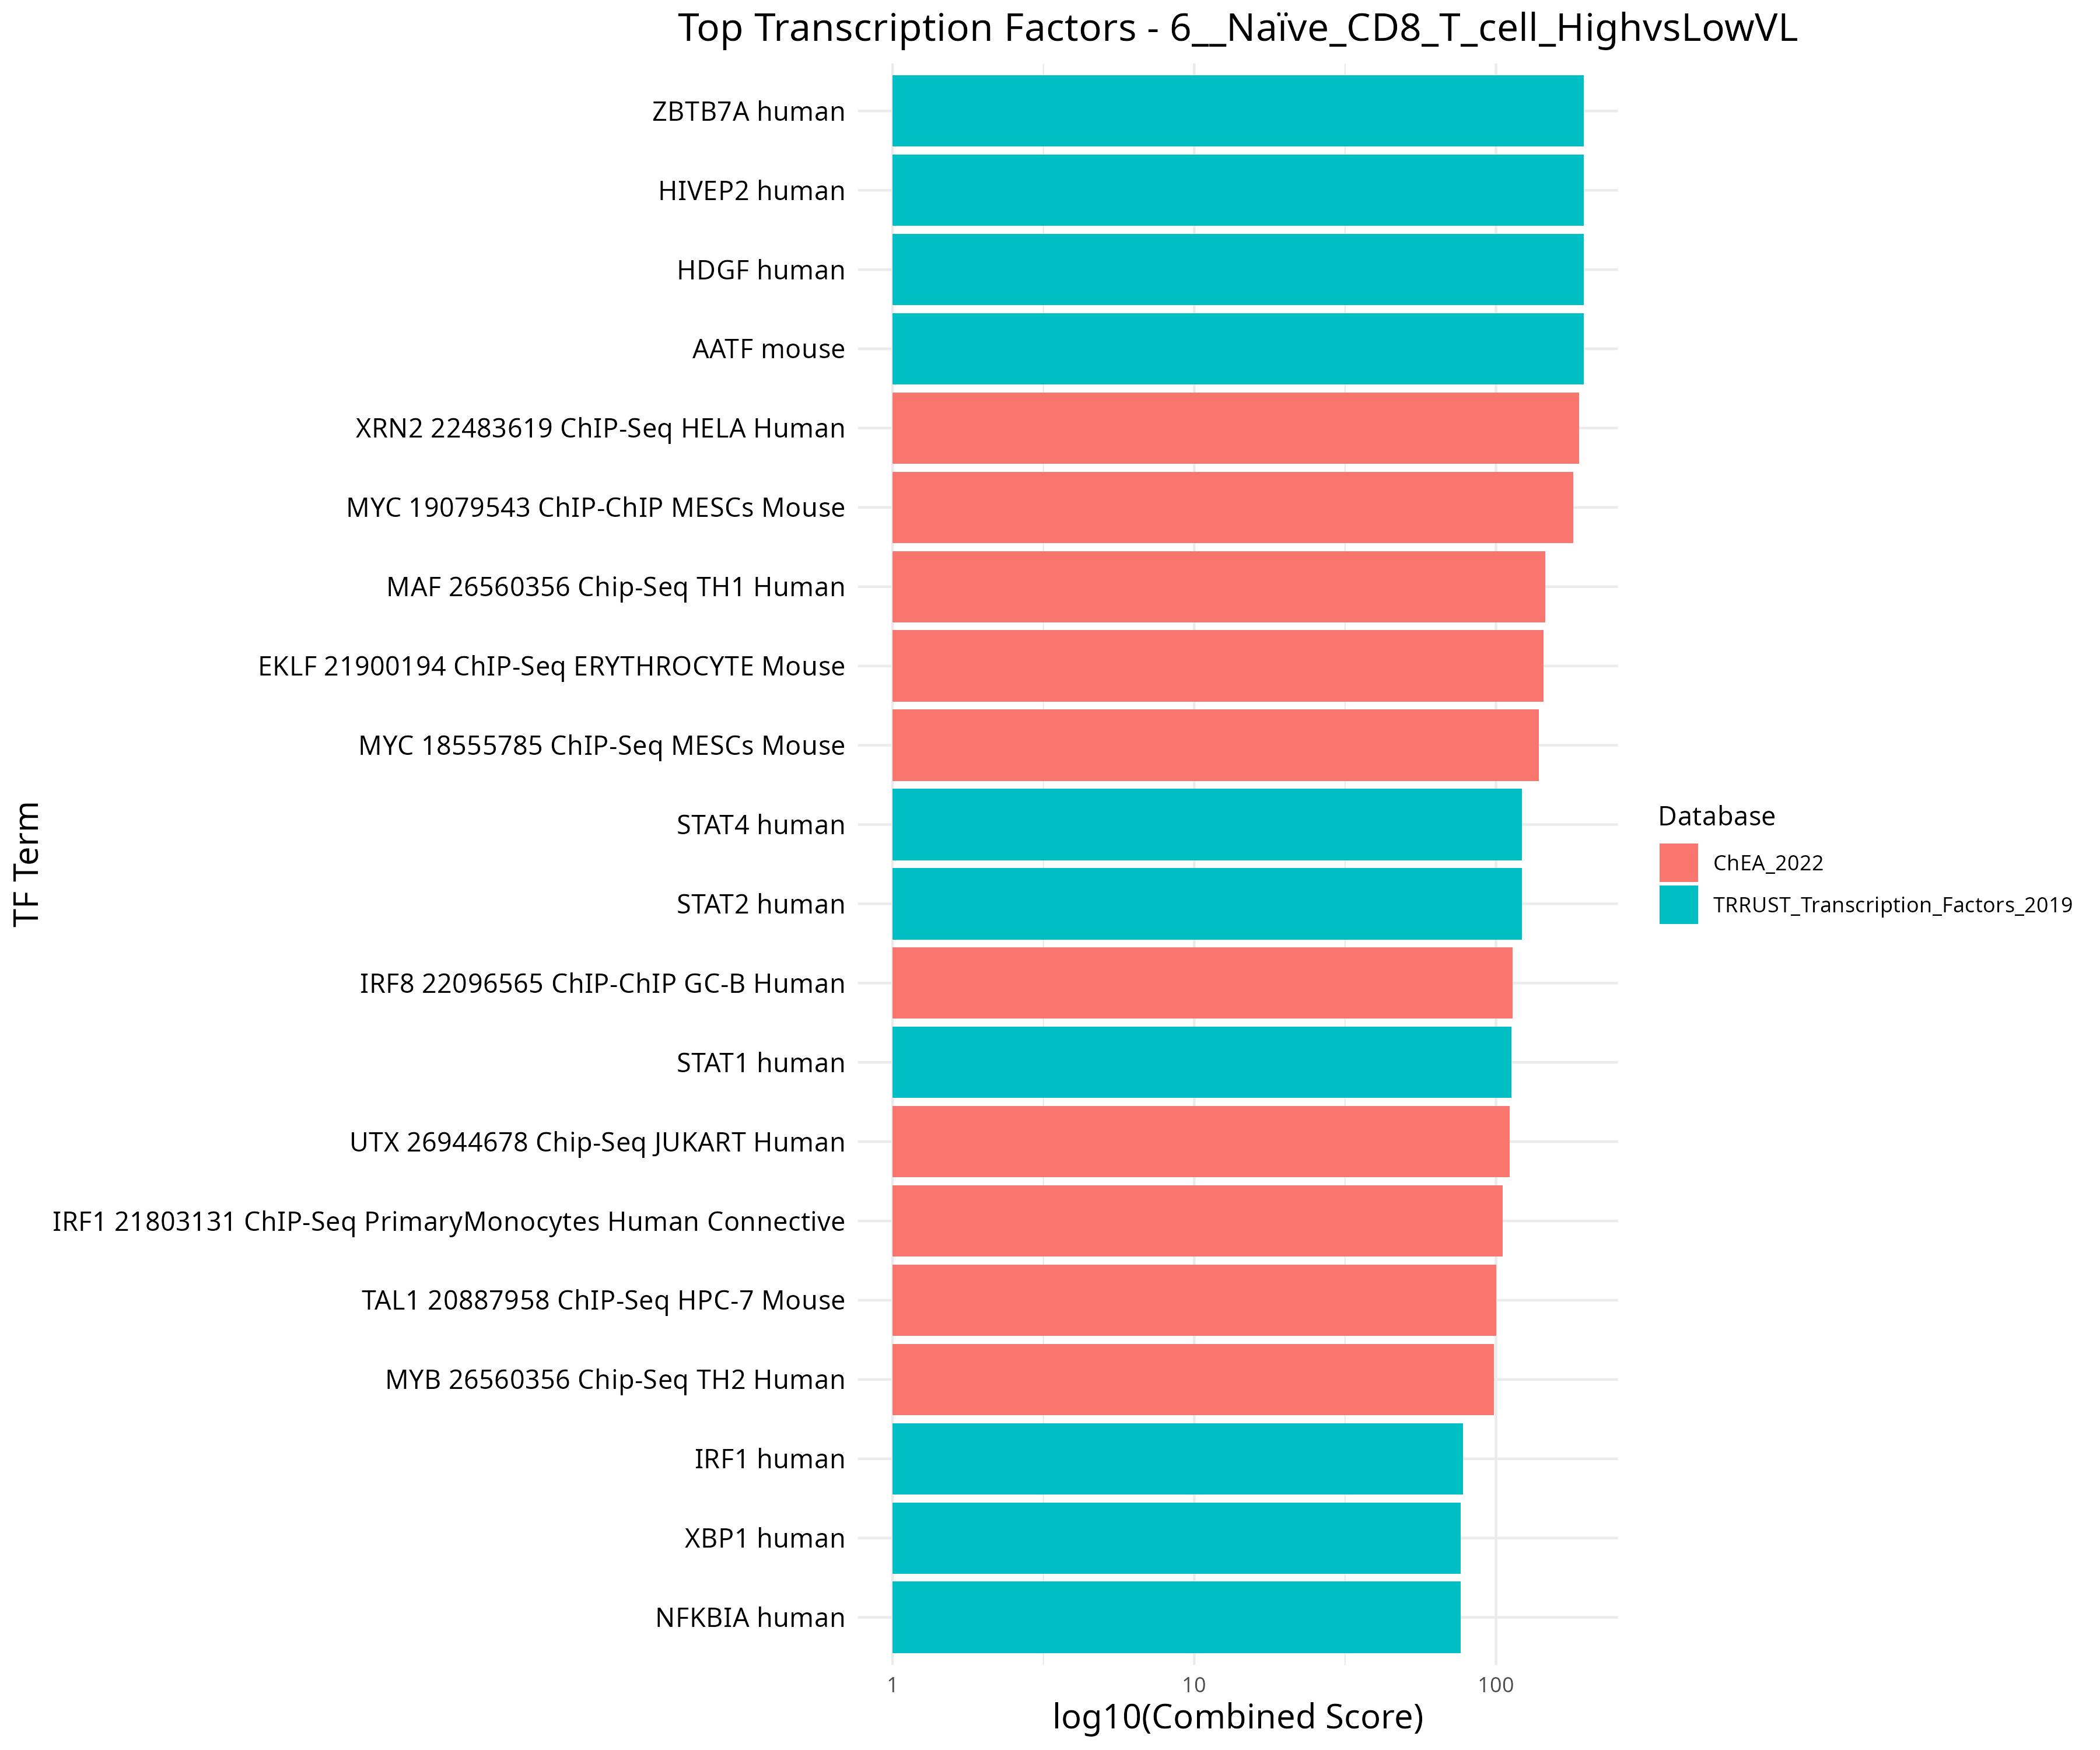 Top Transcription Factors - 6__Naïve_CD8_T_cell_HighvsLowVL
ZBTB7A human
HIVEP2 human
HDGF human
AATF mouse
XRN2 22483619 ChIP-Seq HELA Human
MYC 19079543 ChIP-ChIP MESCs Mouse
MAF 26560356 Chip-Seq TH1 Human
EKLF 21900194 ChIP-Seq ERYTHROCYTE Mouse
MYC 18555785 ChIP-Seq MESCs Mouse
STAT4 human
STAT2 human
IRF8 22096565 ChIP-ChIP GC-B Human
STAT1 human
UTX 26944678 Chip-Seq JUKART Human
IRF1 21803131 ChIP-Seq PrimaryMonocytes Human Connective
TAL1 20887958 ChIP-Seq HPC-7 Mouse
MYB 26560356 Chip-Seq TH2 Human
IRF1 human
XBP1 human
NFKBIA human
TF Term
1 10 100
log10(Combined Score)
Database
ChEA_2022
TRRUST_Transcription_Factors_2019